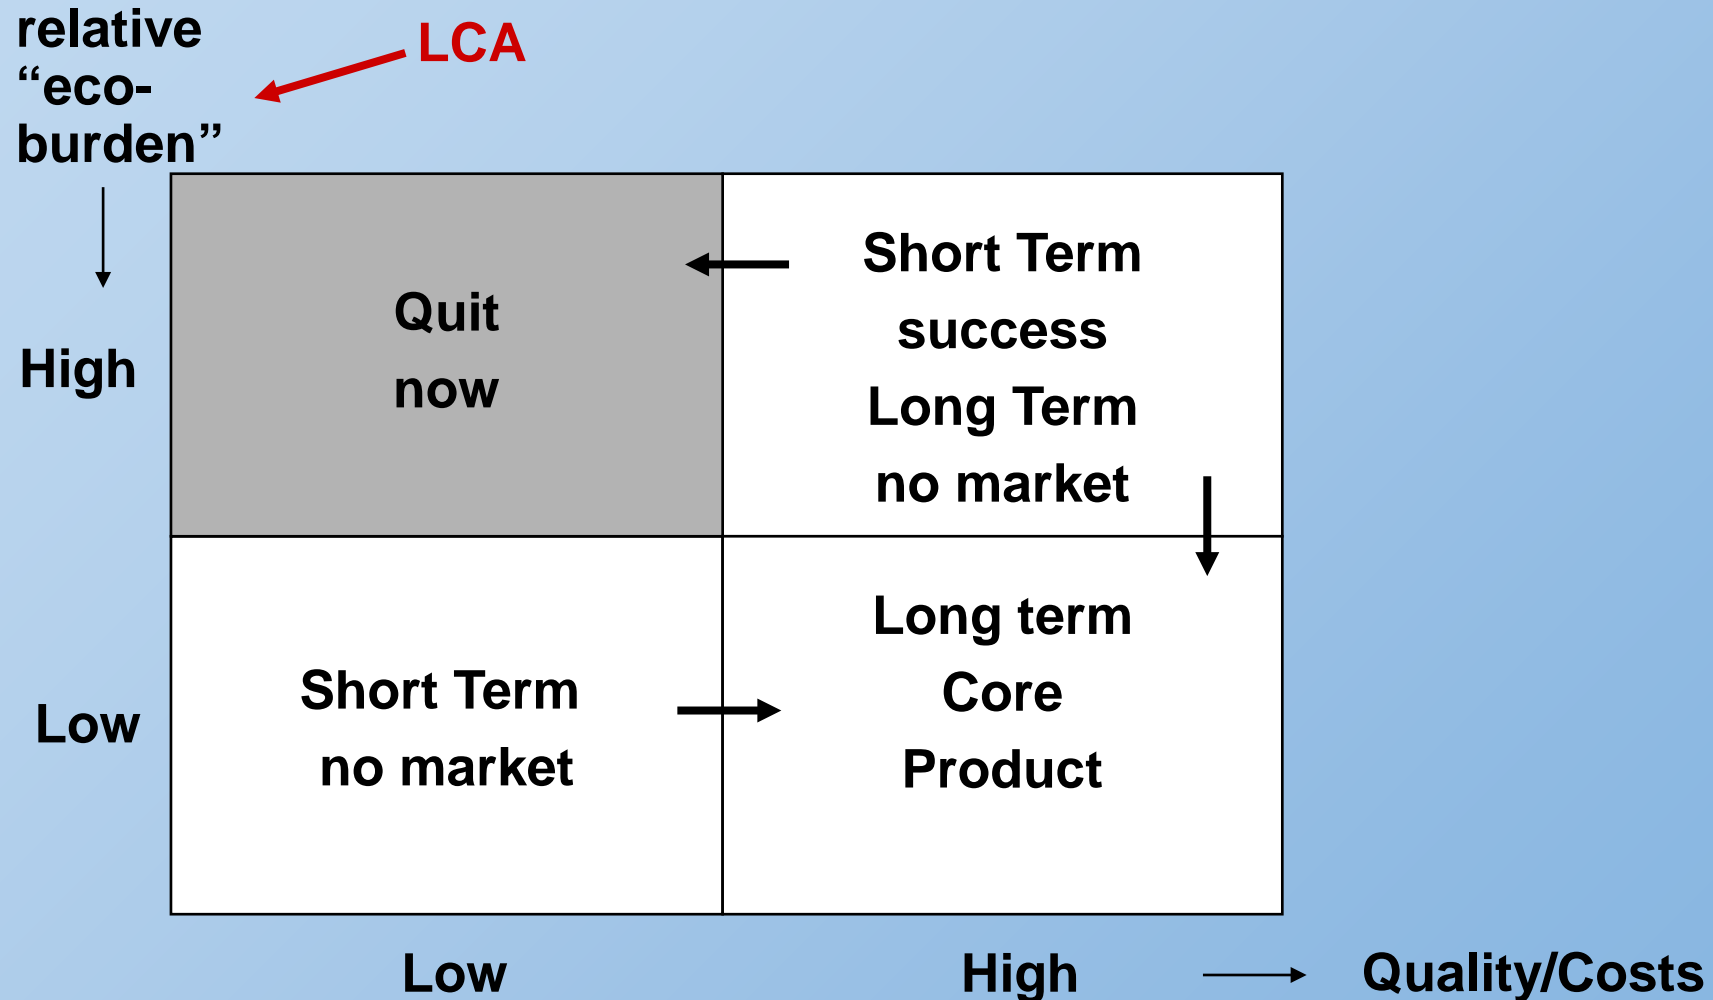 relative
“eco-
burden”
LCA
High
Quit
now
Short Term
success
Long Term
no market
Low
Short Term
no market
Long term
Core
Product
Low
High
Quality/Costs